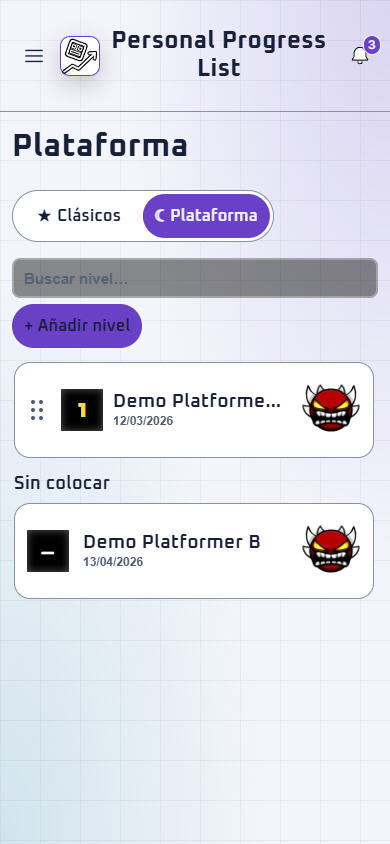 Personal Progress
List
3
Plataforma
★ Clásicos
Plataforma
Buscar nivel...
+ Añadir nivel
1
Demo Platforme...
12/03/2026
Sin colocar
–
Demo Platformer B
13/04/2026